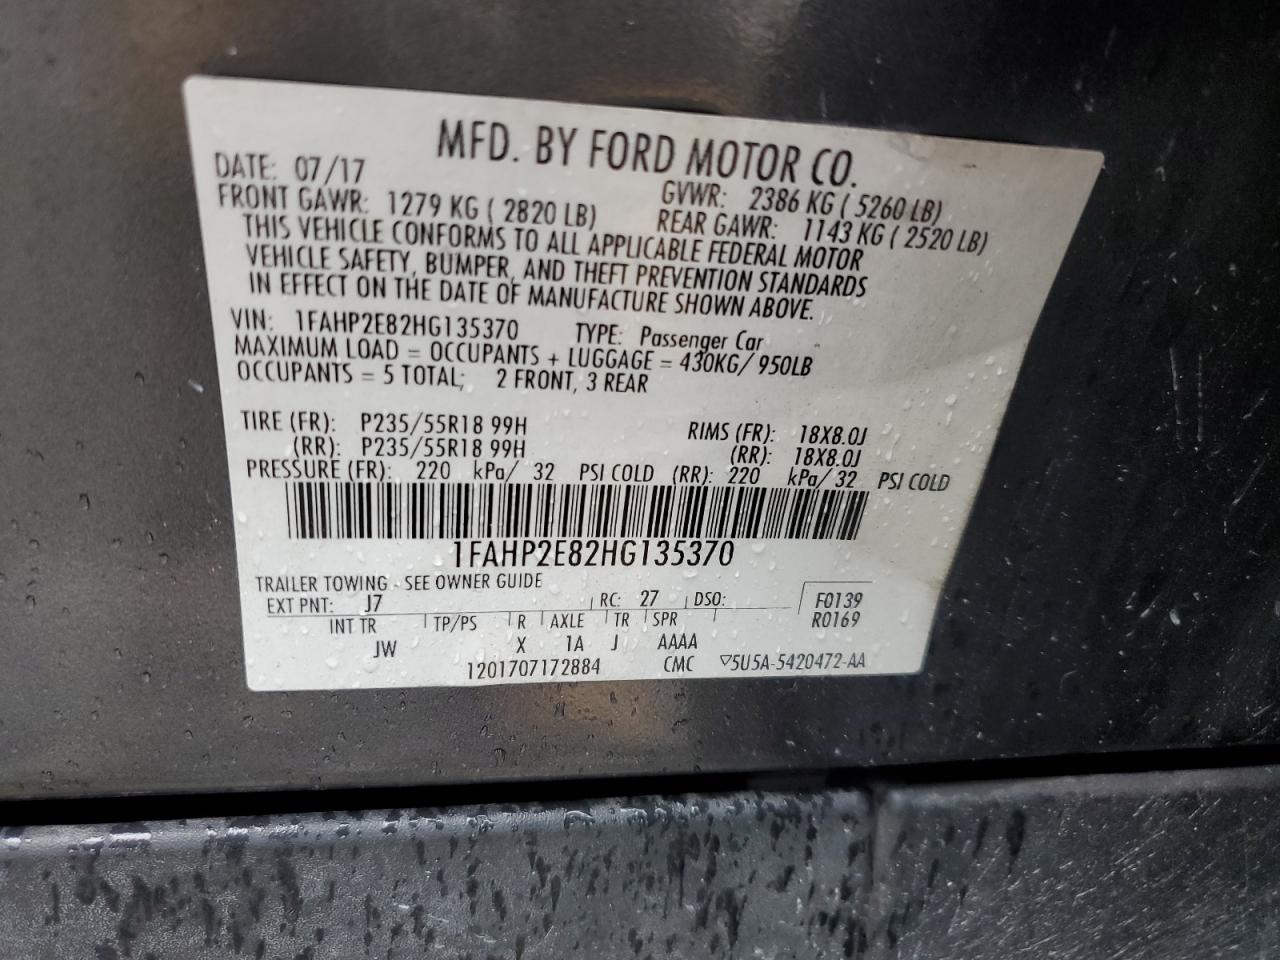 MFD. BY FORD MOTOR CO.
DATE: 07/17 GVWR: 2386 KG ( 5260 LB)
FRONT GAWR: 1279 KG ( 2820 LB) REAR GAWR: 1143 KG ( 2520 LB)
THIS VEHICLE CONFORMS TO ALL APPLICABLE FEDERAL MOTOR
VEHICLE SAFETY, BUMPER, AND THEFT PREVENTION STANDARDS
IN EFFECT ON THE DATE OF MANUFACTURE SHOWN ABOVE.
VIN: 1FAHP2E82HG135370 TYPE: Passenger Car
MAXIMUM LOAD = OCCUPANTS + LUGGAGE = 430KG/ 950LB
OCCUPANTS = 5 TOTAL; 2 FRONT, 3 REAR
TIRE (FR): P235/55R18 99H RIMS (FR): 18X8.0J
(RR): P235/55R18 99H (RR): 18X8.0J
PRESSURE (FR): 220 kPa/ 32 PSI COLD (RR): 220 kPa/ 32 PSI COLD
1FAHP2E82HG135370
TRAILER TOWING - SEE OWNER GUIDE
EXT PNT: J7 RC: 27 DSO: F0139
INT TR TP/PS R AXLE TR SPR R0169
JW X 1A J AAAA
1201707172884 CMC ▽5U5A-5420472-AA